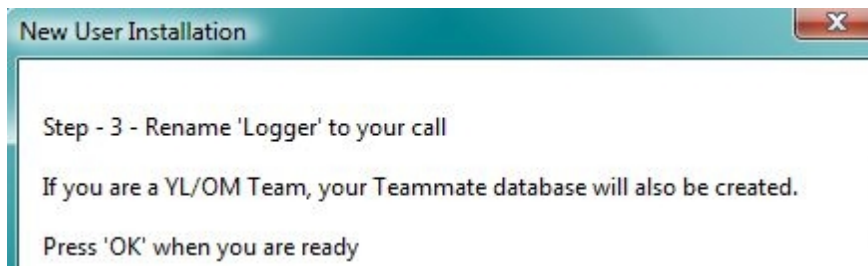 New User Installation
Step - 3 - Rename 'Logger' to your call
If you are a YL/OM Team, your Teammate database will also be created.
Press 'OK' when you are ready